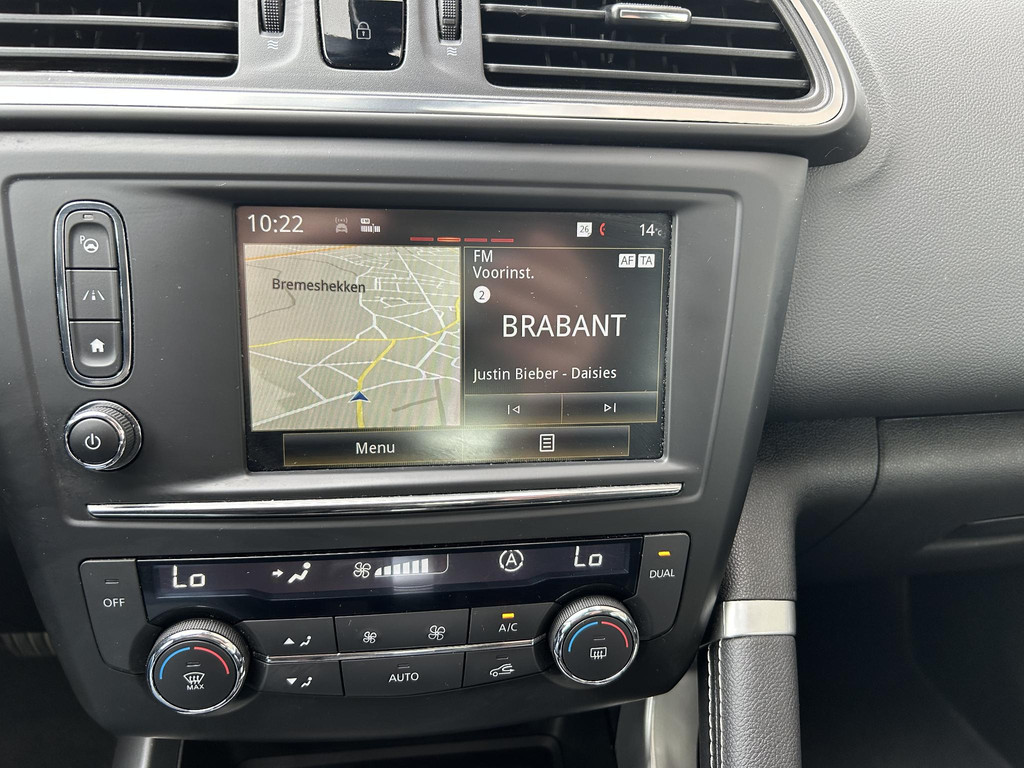 10:22
26
14°C
P
Bremeshekken
FM
AF TA
Voorinst.
2
BRABANT
Justin Bieber - Daisies
Menu
Lo
A
Lo
OFF
DUAL
A/C
AUTO
MAX